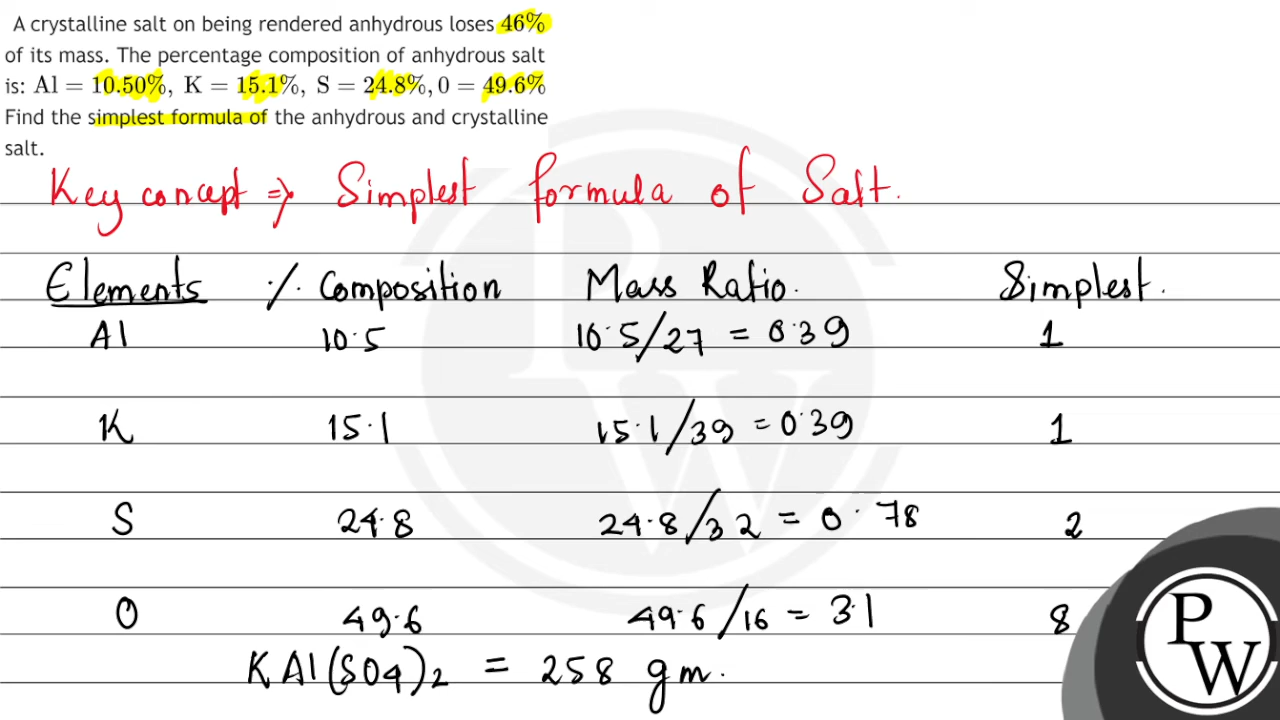 A crystalline salt on being rendered anhydrous loses 46%
of its mass. The percentage composition of anhydrous salt
is: Al = 10.50%, K = 15.1%, S = 24.8%, 0 = 49.6%
Find the simplest formula of the anhydrous and crystalline
salt.
Key concept ⇒ Simplest formula of Salt.
Elements ·/. Composition Mass Ratio. Simplest.
Al 10.5 10.5/27 = 0.39 1
K 15.1 15.1/39 = 0.39 1
S 24.8 24.8/32 = 0.78 2
O 49.6 49.6/16 = 3.1 8
KAl(SO4)2 = 258 gm.
P
W
P
W